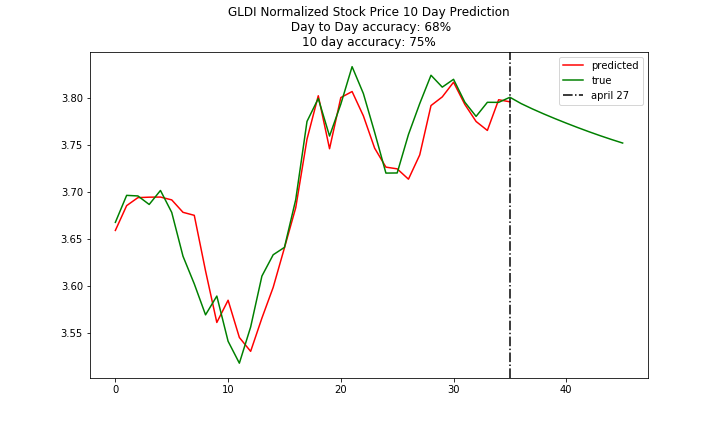 GLDI Normalized Stock Price 10 Day Prediction
Day to Day accuracy: 68%
10 day accuracy: 75%
predicted
true
april 27
3.80
3.75
3.70
3.65
3.60
3.55
0
10
20
30
40